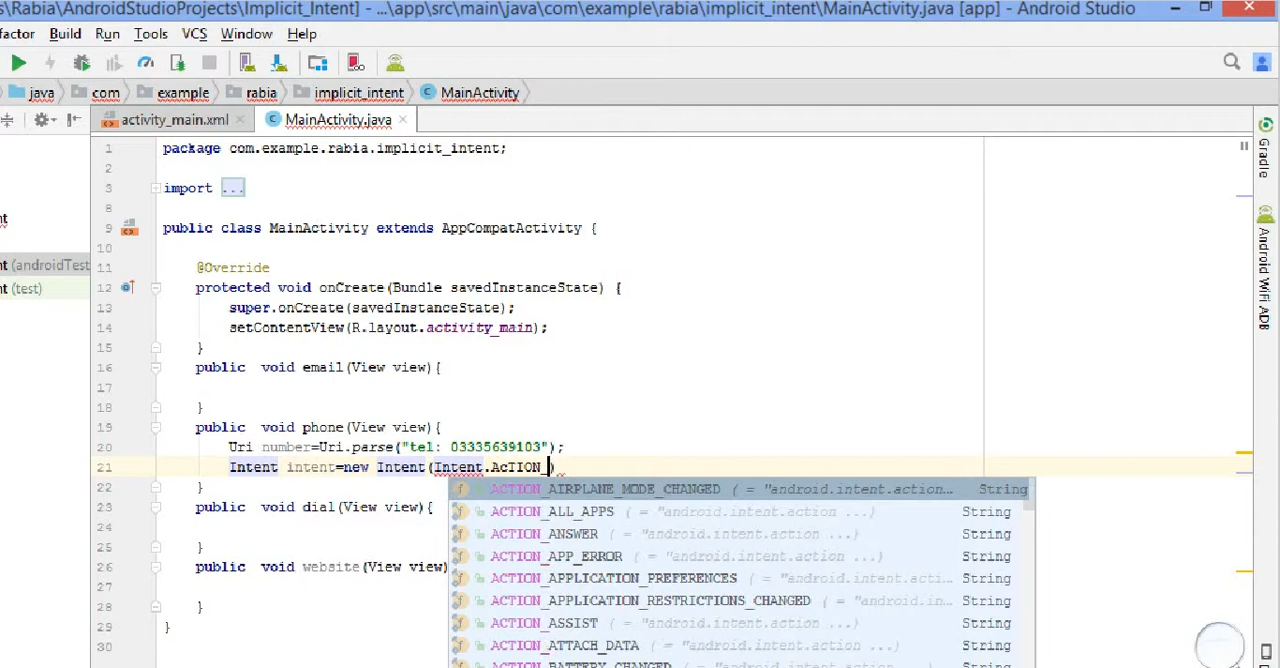 s\Rabia\AndroidStudioProjects\Implicit_Intent] - ...\app\src\main\java\com\example\rabia\implicit_intent\MainActivity.java [app] - Android Studio
factor Build Run Tools VCS Window Help
java com example rabia implicit_intent MainActivity
activity_main.xml MainActivity.java
1 package com.example.rabia.implicit_intent;
2
3 import ...
8
9 public class MainActivity extends AppCompatActivity {
10
11 @Override
12 protected void onCreate(Bundle savedInstanceState) {
13 super.onCreate(savedInstanceState);
14 setContentView(R.layout.activity_main);
15 }
16 public void email(View view){
17
18 }
19 public void phone(View view){
20 Uri number=Uri.parse("tel: 03335639103");
21 Intent intent=new Intent(Intent.AcTION_)
22 }
23 public void dial(View view){
25 }
26 public void website(View view)
27
28 }
29 }
30
ACTION_AIRPLANE_MODE_CHANGED ( = "android.intent.action... String
ACTION_ALL_APPS ( = "android.intent.action ...) String
ACTION_ANSWER ( = "android.intent.action ...) String
ACTION_APP_ERROR ( = "android.intent.action ...) String
ACTION_APPLICATION_PREFERENCES ( = "android.intent.acti... String
ACTION_APPLICATION_RESTRICTIONS_CHANGED ( = "android.in... String
ACTION_ASSIST ( = "android.intent.action ...) String
ACTION_ATTACH_DATA ( = "android.intent.action ...) String
ACTION_BATTERY_CHANGED ( = "android.intent.action String
nt
nt (androidTest
nt (test)
Gradle
Android WiFi ADB